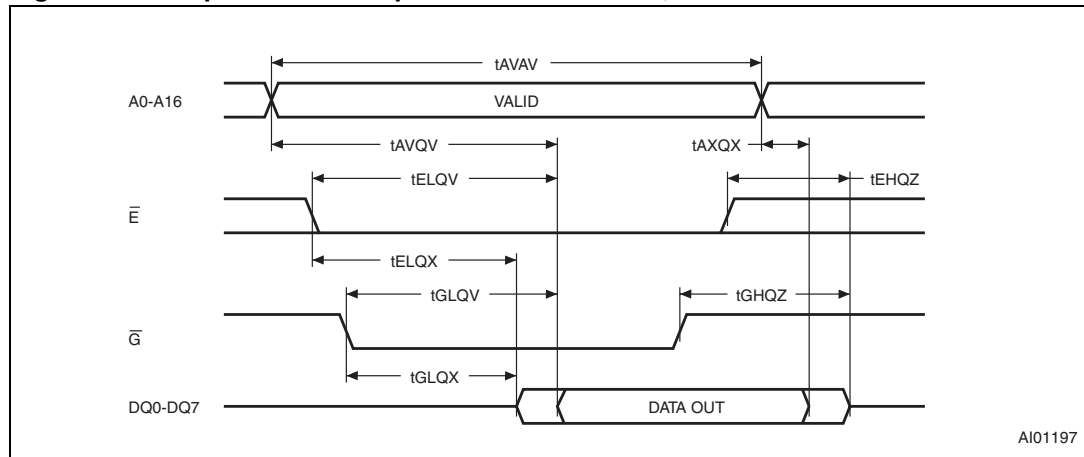 tAVAV
A0-A16
VALID
tAVQV
tAXQX
tELQV
tEHQZ
E̅
tELQX
tGLQV
tGHQZ
G̅
tGLQX
DQ0-DQ7
DATA OUT
AI01197